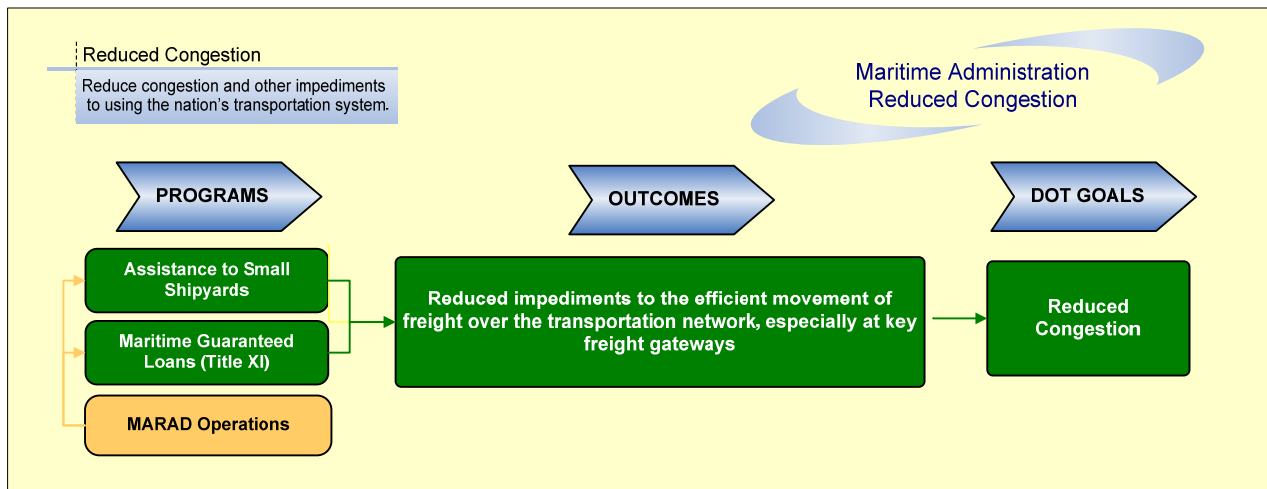 Reduced Congestion
Reduce congestion and other impediments
to using the nation's transportation system.
Maritime Administration
Reduced Congestion
PROGRAMS
OUTCOMES
DOT GOALS
Assistance to Small
Shipyards
Maritime Guaranteed
Loans (Title XI)
MARAD Operations
Reduced impediments to the efficient movement of
freight over the transportation network, especially at key
freight gateways
Reduced
Congestion